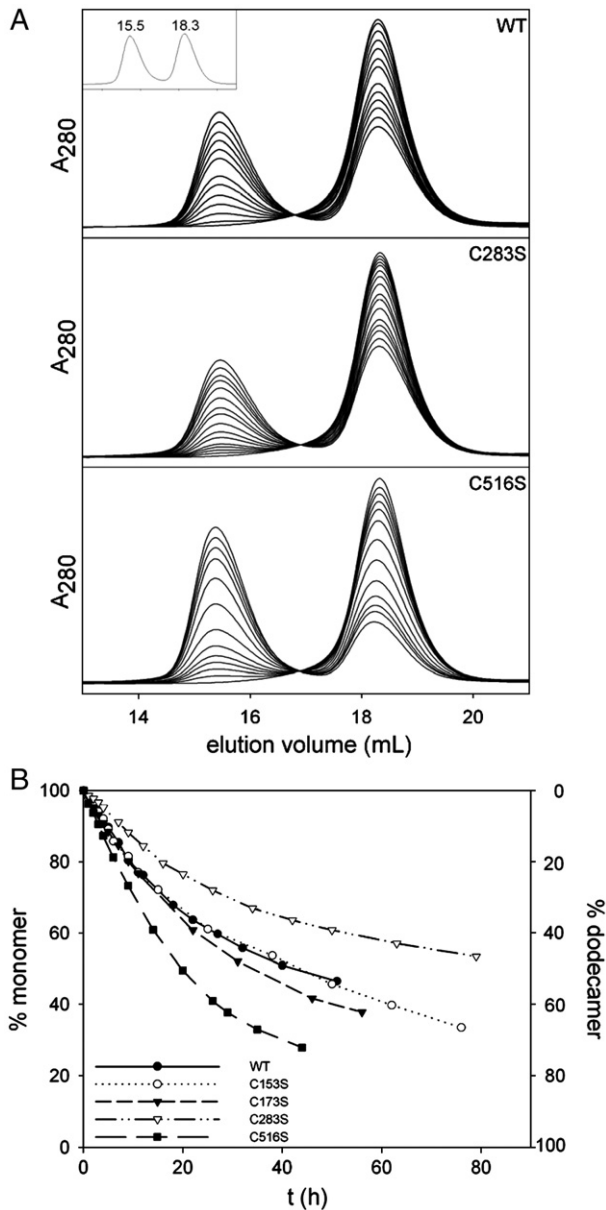 A
15.5 18.3
WT
A280
C283S
A280
C516S
A280
14 16 18 20
elution volume (mL)
B
100 0
80 20
60 40
40 60
20 80
0 100
% monomer
% dodecamer
WT
C153S
C173S
C283S
C516S
0 20 40 60 80
t (h)